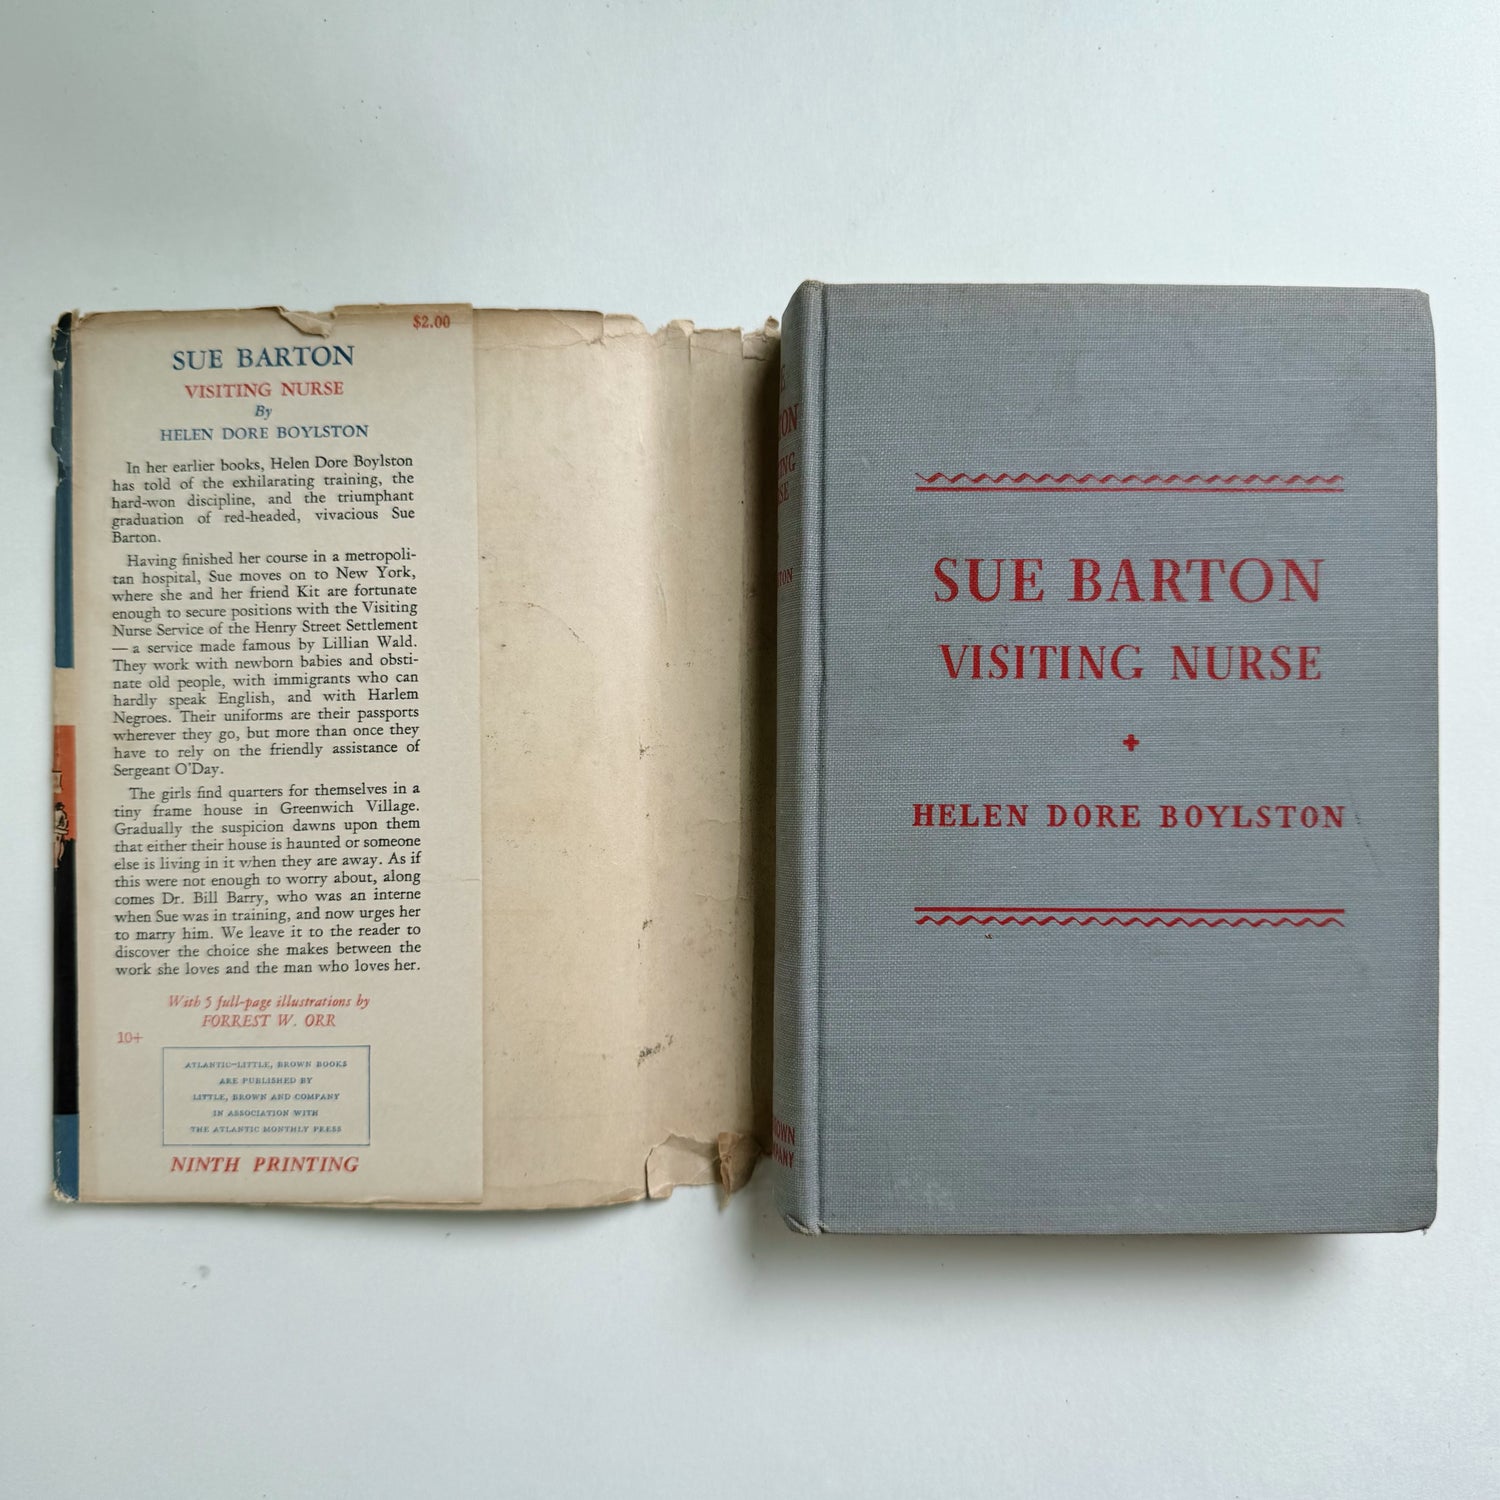 $2.00
SUE BARTON
VISITING NURSE
By
HELEN DORE BOYLSTON
In her earlier books, Helen Dore Boylston
has told of the exhilarating training, the
hard-won discipline, and the triumphant
graduation of red-headed, vivacious Sue
Barton.
Having finished her course in a metropoli-
tan hospital, Sue moves on to New York,
where she and her friend Kit are fortunate
enough to secure positions with the Visiting
Nurse Service of the Henry Street Settlement
— a service made famous by Lillian Wald.
They work with newborn babies and obsti-
nate old people, with immigrants who can
hardly speak English, and with Harlem
Negroes. Their uniforms are their passports
wherever they go, but more than once they
have to rely on the friendly assistance of
Sergeant O'Day.
The girls find quarters for themselves in a
tiny frame house in Greenwich Village.
Gradually the suspicion dawns upon them
that either their house is haunted or someone
else is living in it when they are away. As if
this were not enough to worry about, along
comes Dr. Bill Barry, who was an interne
when Sue was in training, and now urges her
to marry him. We leave it to the reader to
discover the choice she makes between the
work she loves and the man who loves her.
With 5 full-page illustrations by
FORREST W. ORR
10+
ATLANTIC-LITTLE, BROWN BOOKS
ARE PUBLISHED BY
LITTLE, BROWN AND COMPANY
IN ASSOCIATION WITH
THE ATLANTIC MONTHLY PRESS
NINTH PRINTING
SUE BARTON
VISITING NURSE
HELEN DORE BOYLSTON